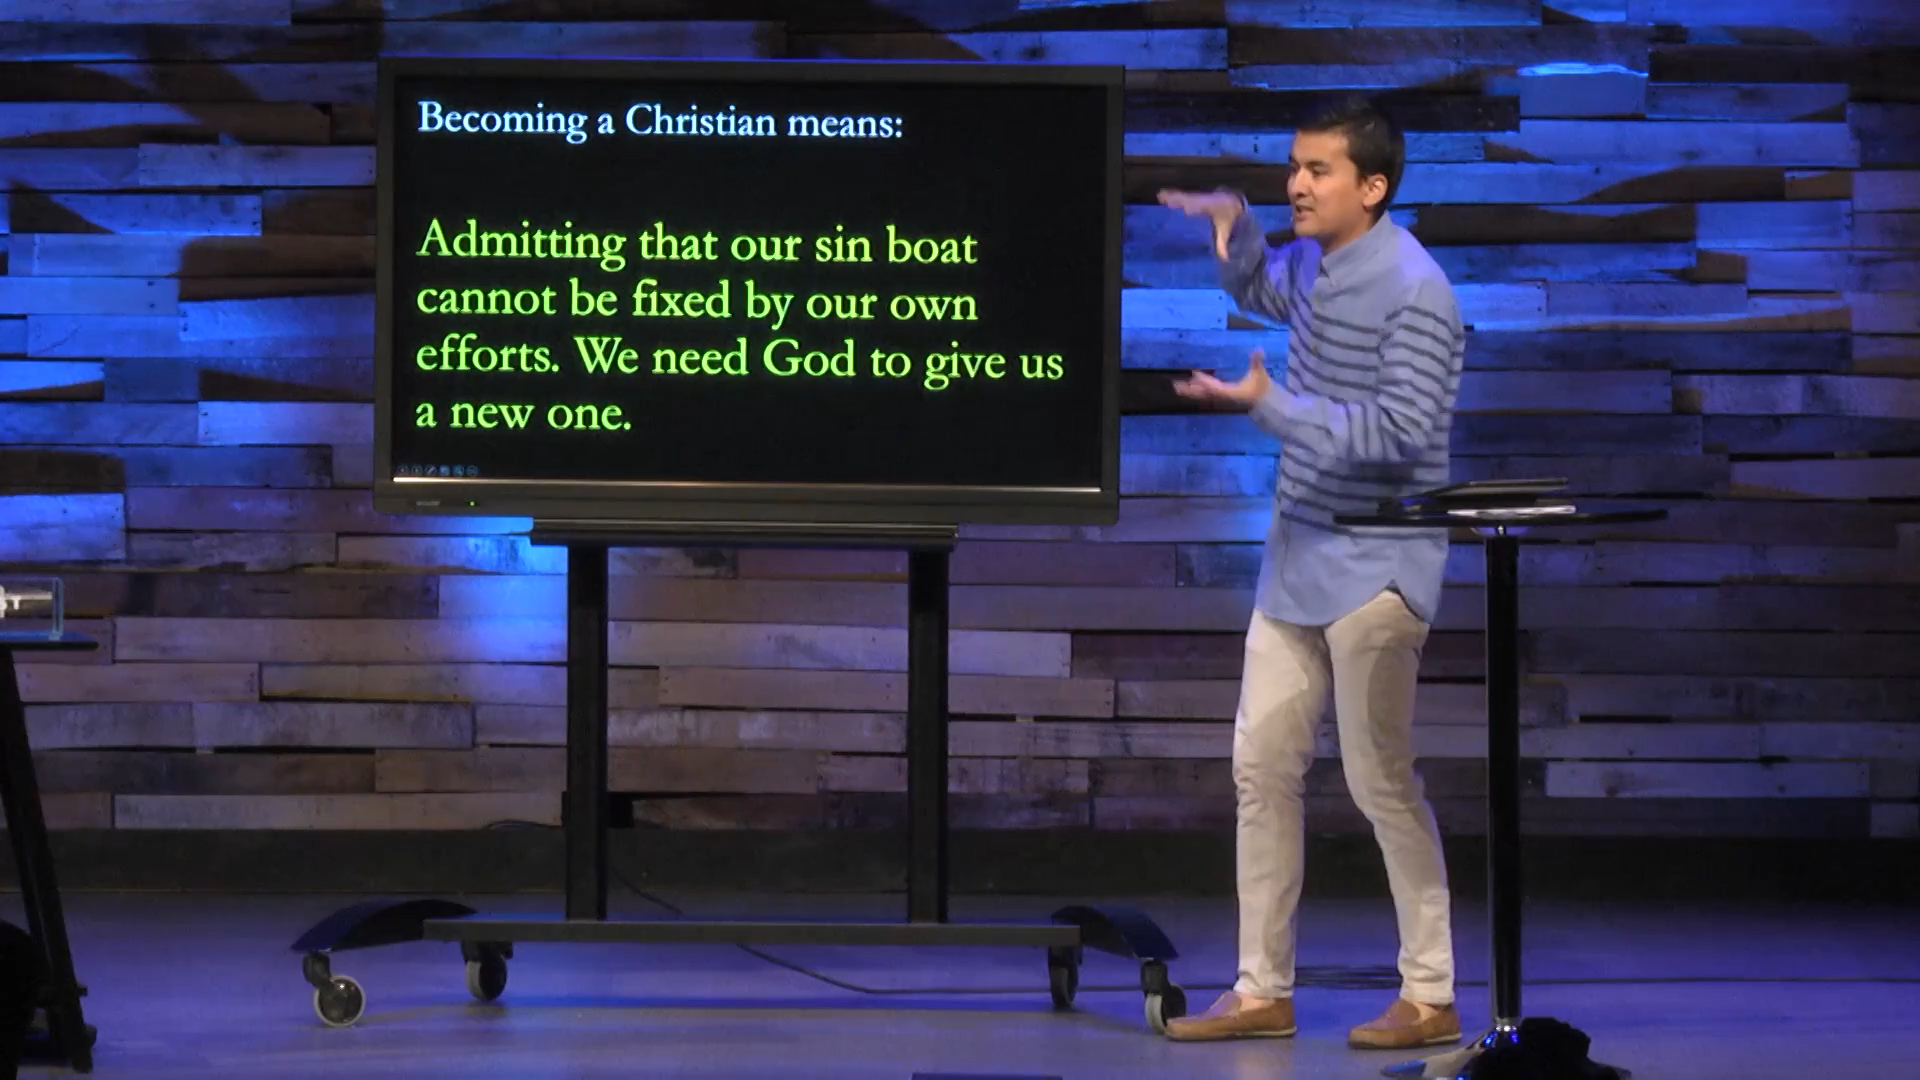 Becoming a Christian means:
Admitting that our sin boat
cannot be fixed by our own
efforts. We need God to give us
a new one.